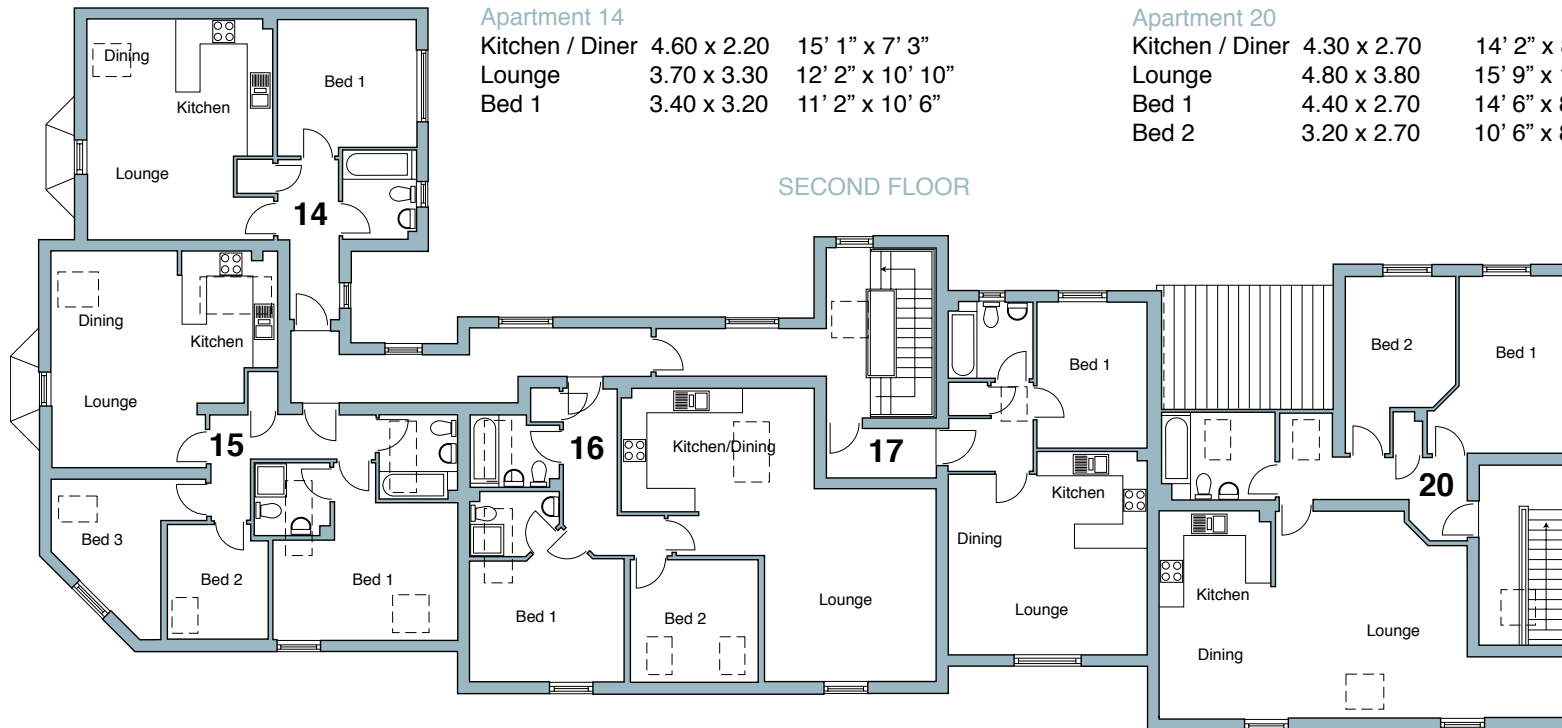 Apartment 14
Kitchen / Diner 4.60 x 2.20 15’ 1” x 7’ 3”
Lounge 3.70 x 3.30 12’ 2” x 10’ 10”
Bed 1 3.40 x 3.20 11’ 2” x 10’ 6”
Apartment 20
Kitchen / Diner 4.30 x 2.70 14’ 2” x
Lounge 4.80 x 3.80 15’ 9” x
Bed 1 4.40 x 2.70 14’ 6” x
Bed 2 3.20 x 2.70 10’ 6” x
SECOND FLOOR
Dining
Kitchen
Bed 1
Lounge
14
Dining
Kitchen
Lounge
15
Bed 3
Bed 2
Bed 1
16
Kitchen/Dining
Bed 1
Bed 2
Lounge
17
Bed 1
Kitchen
Dining
Lounge
Bed 2
Bed 1
20
Kitchen
Lounge
Dining